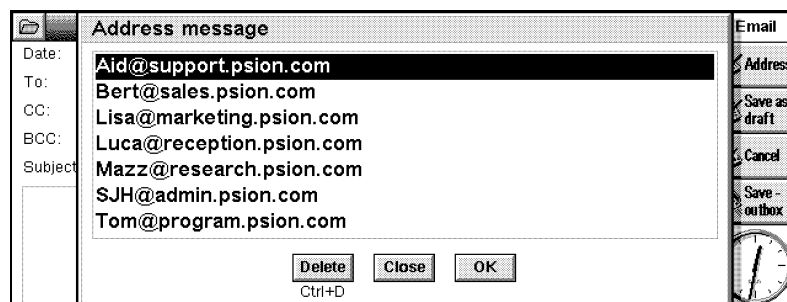 Address message
Email
Date:
To:
CC:
BCC:
Subject
Aid@support.psion.com
Bert@sales.psion.com
Lisa@marketing.psion.com
Luca@reception.psion.com
Mazz@research.psion.com
SJH@admin.psion.com
Tom@program.psion.com
Delete
Close
OK
Ctrl+D
Address
Save as
draft
Cancel
Save -
outbox